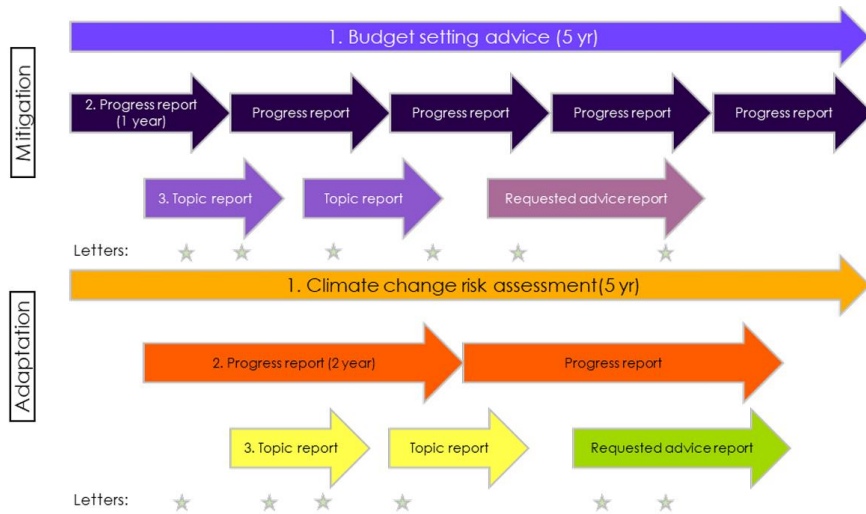 Mitigation
1. Budget setting advice (5 yr)
2. Progress report
(1 year)
Progress report
Progress report
Progress report
Progress report
3. Topic report
Topic report
Requested advice report
Letters:
Adaptation
1. Climate change risk assessment(5 yr)
2. Progress report (2 year)
Progress report
3. Topic report
Topic report
Requested advice report
Letters: